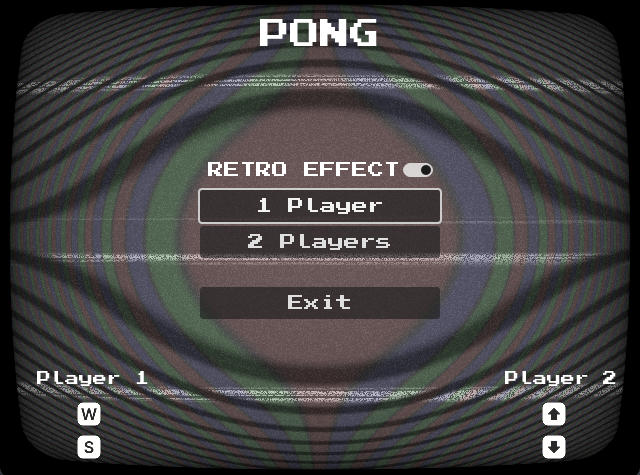 PONG
RETRO EFFECT
1 Player
2 Players
Exit
Player 1
Player 2
W
S